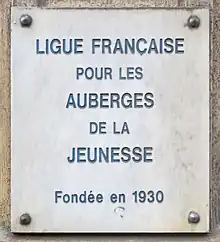 LIGUE FRANÇAISE
POUR LES
AUBERGES
DE LA
JEUNESSE
Fondée en 1930